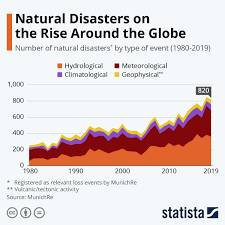 Natural Disasters on
the Rise Around the Globe
Number of natural disasters* by type of event (1980-2019)
Hydrological Meteorological
Climatological Geophysical**
1,000
820
800
600
400
200
0
1980 1990 2000 2010 2019
* Registered as relevant loss events by MunichRe
** Vulcanic/tectonic activity
Source: MunichRe
statista